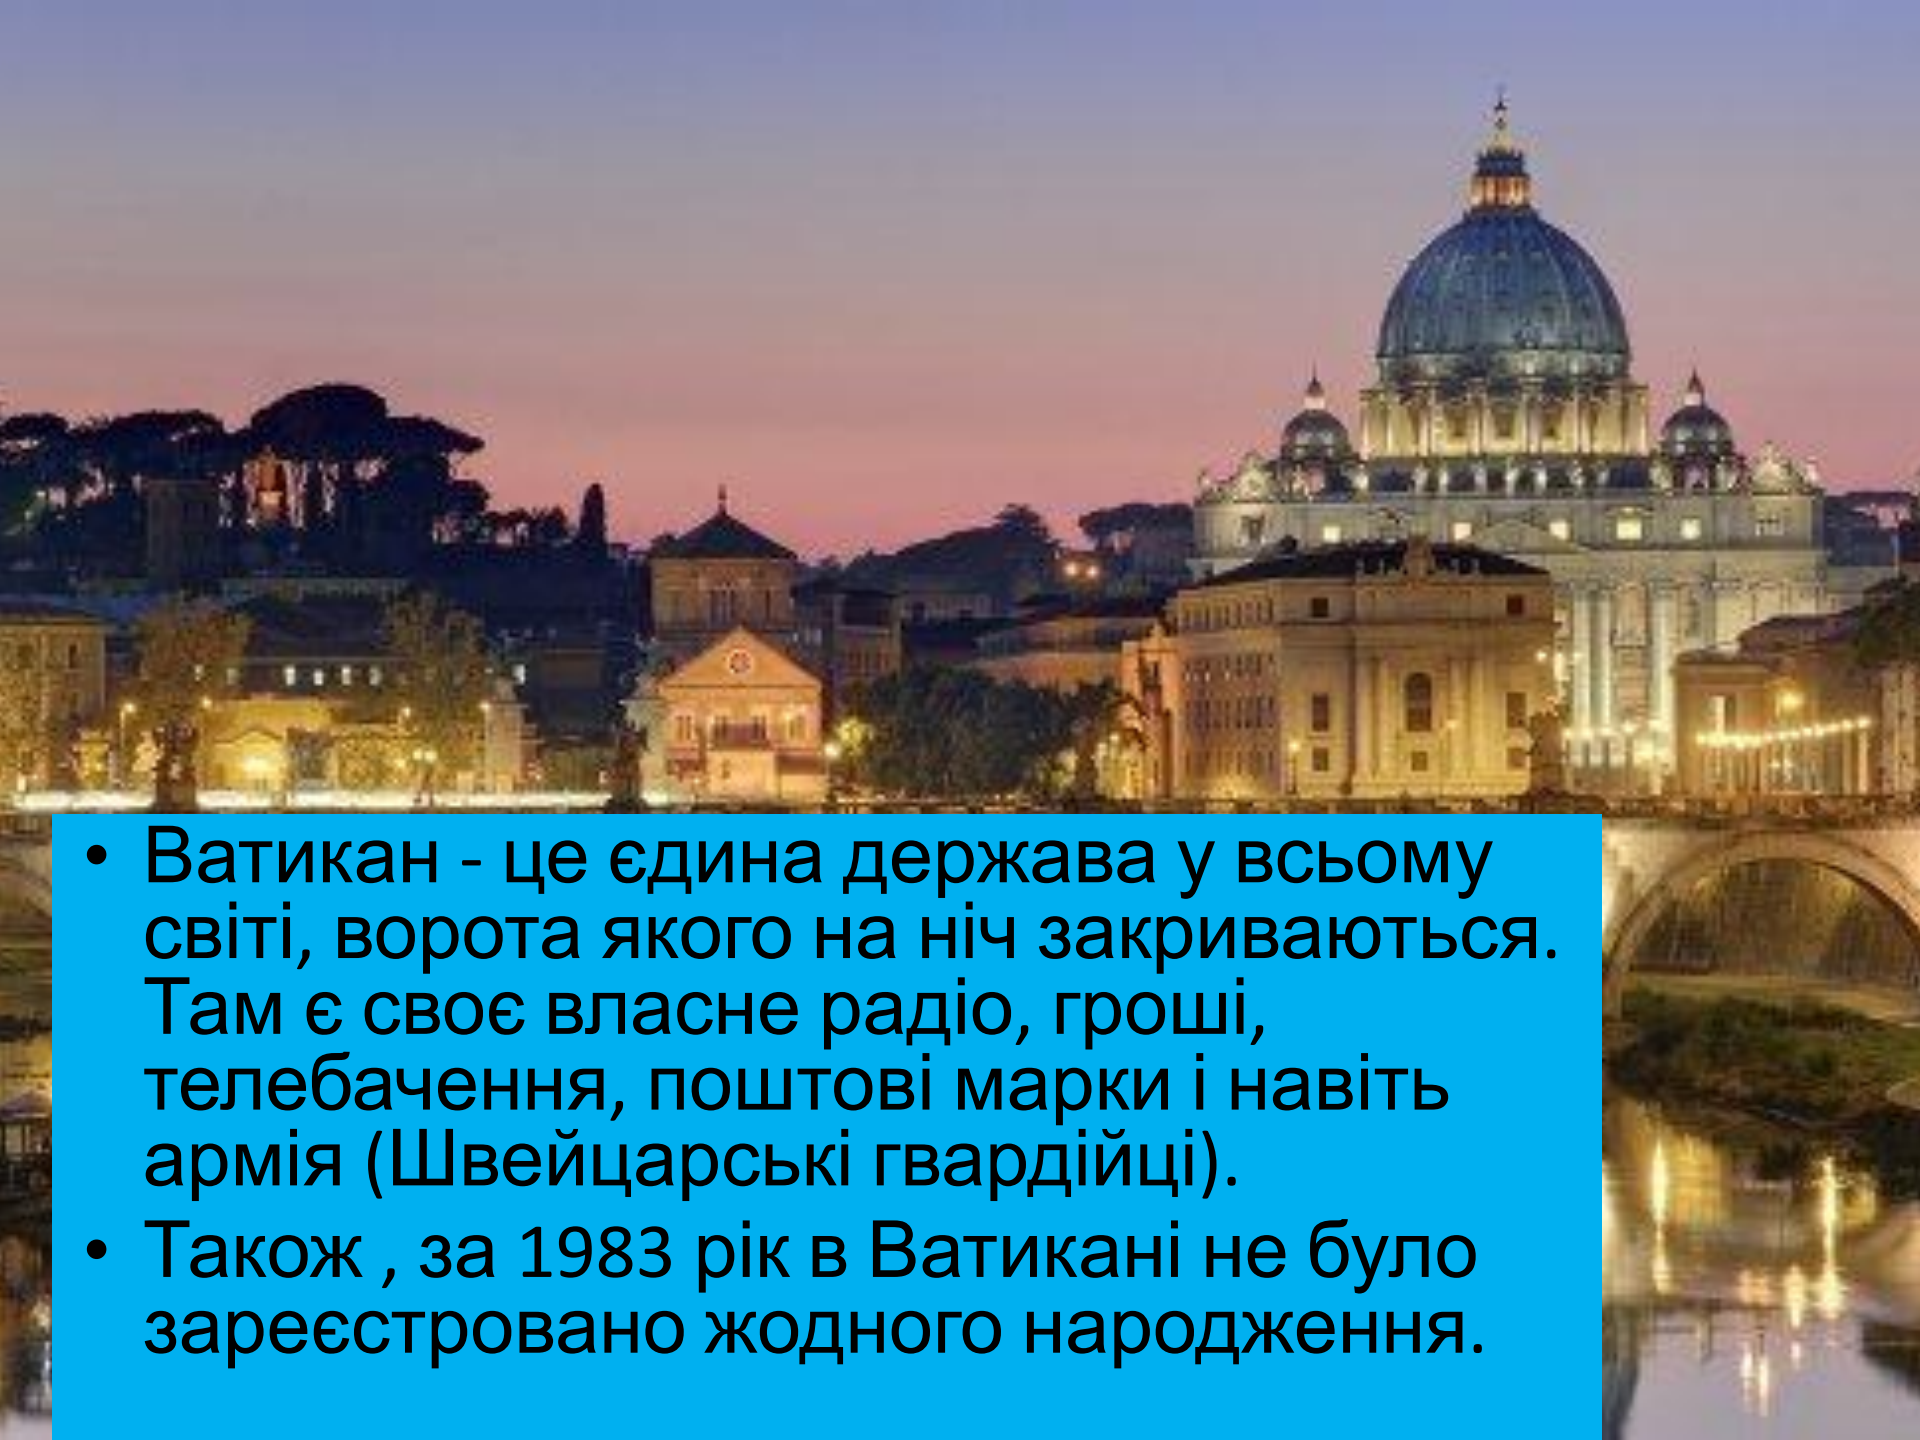 • Ватикан - це єдина держава у всьому
світі, ворота якого на ніч закриваються.
Там є своє власне радіо, гроші,
телебачення, поштові марки і навіть
армія (Швейцарські гвардійці).
• Також , за 1983 рік в Ватикані не було
зареєстровано жодного народження.